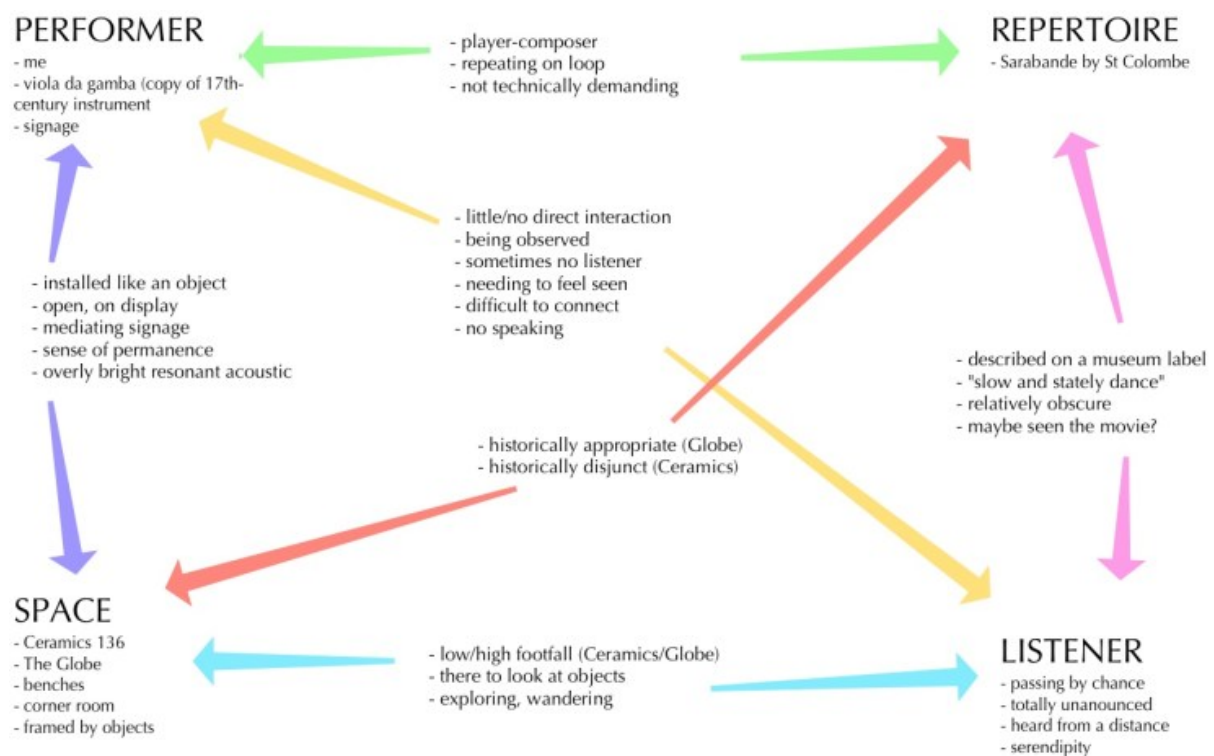 PERFORMER
- me
- viola da gamba (copy of 17th-
century instrument
- signage
- player-composer
- repeating on loop
- not technically demanding
REPERTOIRE
- Sarabande by St Colombe
- little/no direct interaction
- being observed
- sometimes no listener
- needing to feel seen
- difficult to connect
- no speaking
- installed like an object
- open, on display
- mediating signage
- sense of permanence
- overly bright resonant acoustic
- described on a museum label
- "slow and stately dance"
- relatively obscure
- maybe seen the movie?
- historically appropriate (Globe)
- historically disjunct (Ceramics)
SPACE
- Ceramics 136
- The Globe
- benches
- corner room
- framed by objects
- low/high footfall (Ceramics/Globe)
- there to look at objects
- exploring, wandering
LISTENER
- passing by chance
- totally unanounced
- heard from a distance
- serendipity